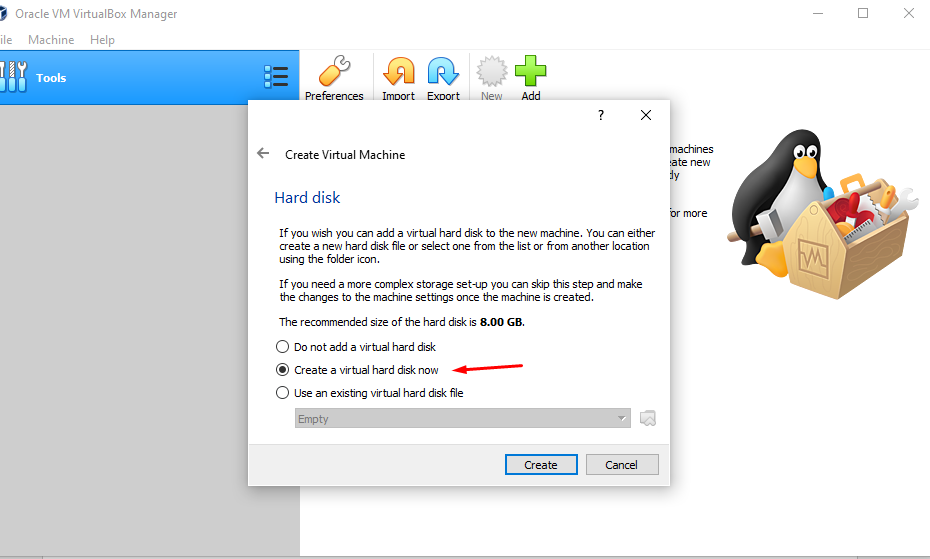 Oracle VM VirtualBox Manager
ile Machine Help
Tools
Preferences Import Export New Add
machines
eate new
dly
for more
?
Create Virtual Machine
Hard disk
If you wish you can add a virtual hard disk to the new machine. You can either
create a new hard disk file or select one from the list or from another location
using the folder icon.
If you need a more complex storage set-up you can skip this step and make
the changes to the machine settings once the machine is created.
The recommended size of the hard disk is 8.00 GB.
Do not add a virtual hard disk
Create a virtual hard disk now
Use an existing virtual hard disk file
Empty
Create Cancel